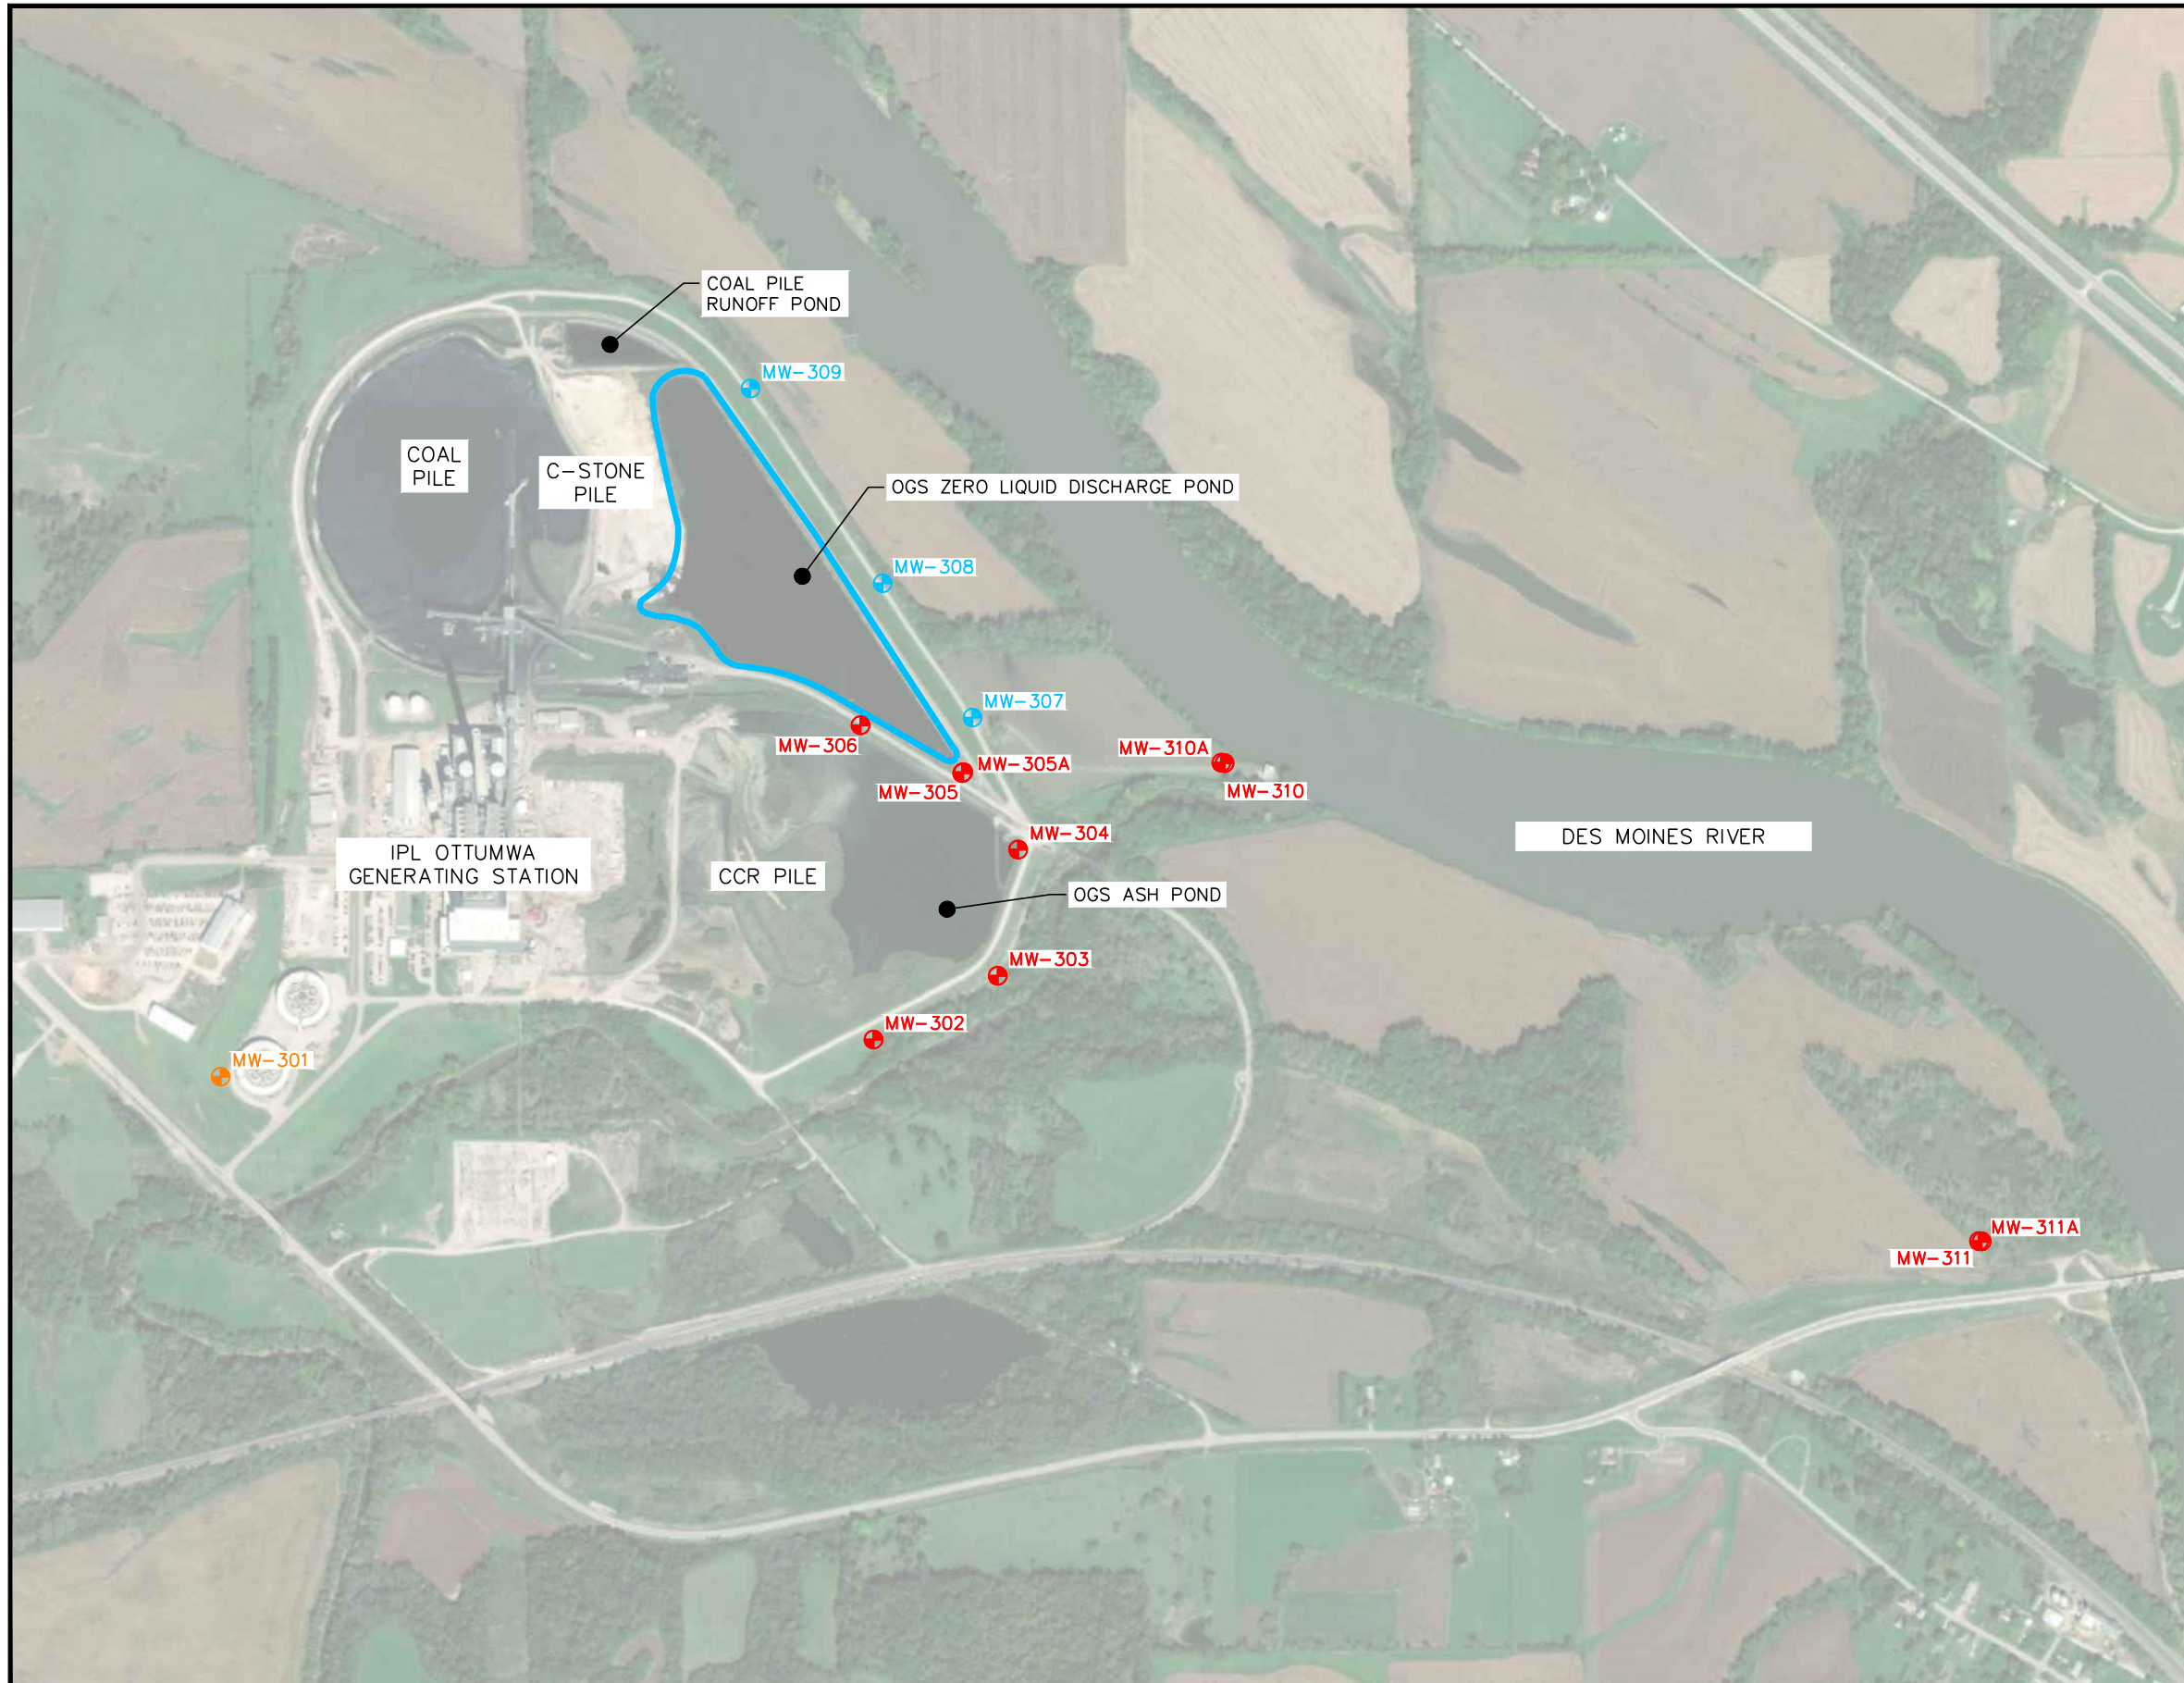 COAL PILE
RUNOFF POND
MW-309
COAL
PILE
C-STONE
PILE
OGS ZERO LIQUID DISCHARGE POND
MW-308
MW-307
MW-306
MW-305A
MW-305
MW-310A
MW-310
MW-304
DES MOINES RIVER
IPL OTTUMWA
GENERATING STATION
CCR PILE
OGS ASH POND
MW-303
MW-302
MW-301
MW-311A
MW-311